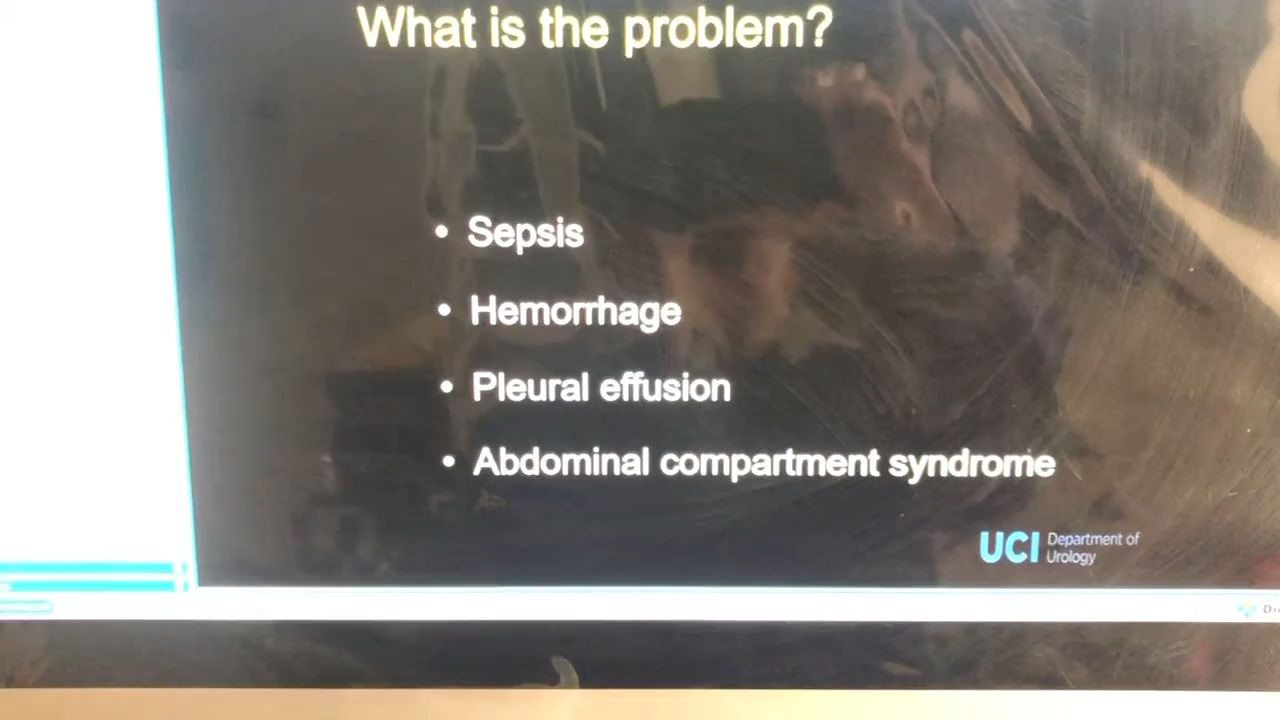 What is the problem?
• Sepsis
• Hemorrhage
• Pleural effusion
• Abdominal compartment syndrome
UCI Department of
Urology